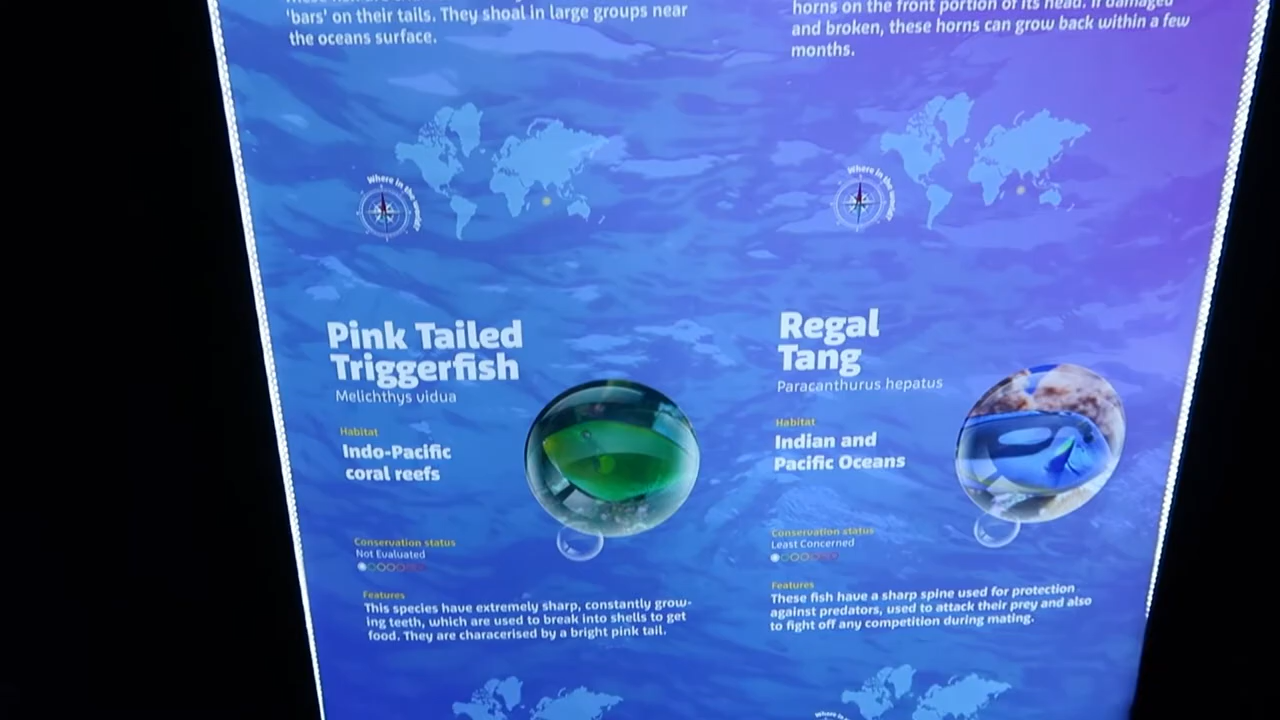 'bars' on their tails. They shoal in large groups near
the oceans surface.
horns on the front portion of its head. If damaged
and broken, these horns can grow back within a few
months.
Where in the world?
Where in the world?
Pink Tailed
Triggerfish
Melichthys vidua
Habitat
Indo-Pacific
coral reefs
Conservation status
Not Evaluated
Features
This species have extremely sharp, constantly grow-
ing teeth, which are used to break into shells to get
food. They are characerised by a bright pink tail.
Regal
Tang
Paracanthurus hepatus
Habitat
Indian and
Pacific Oceans
Conservation status
Least Concerned
Features
These fish have a sharp spine used for protection
against predators, used to attack their prey and also
to fight off any competition during mating.
Where in